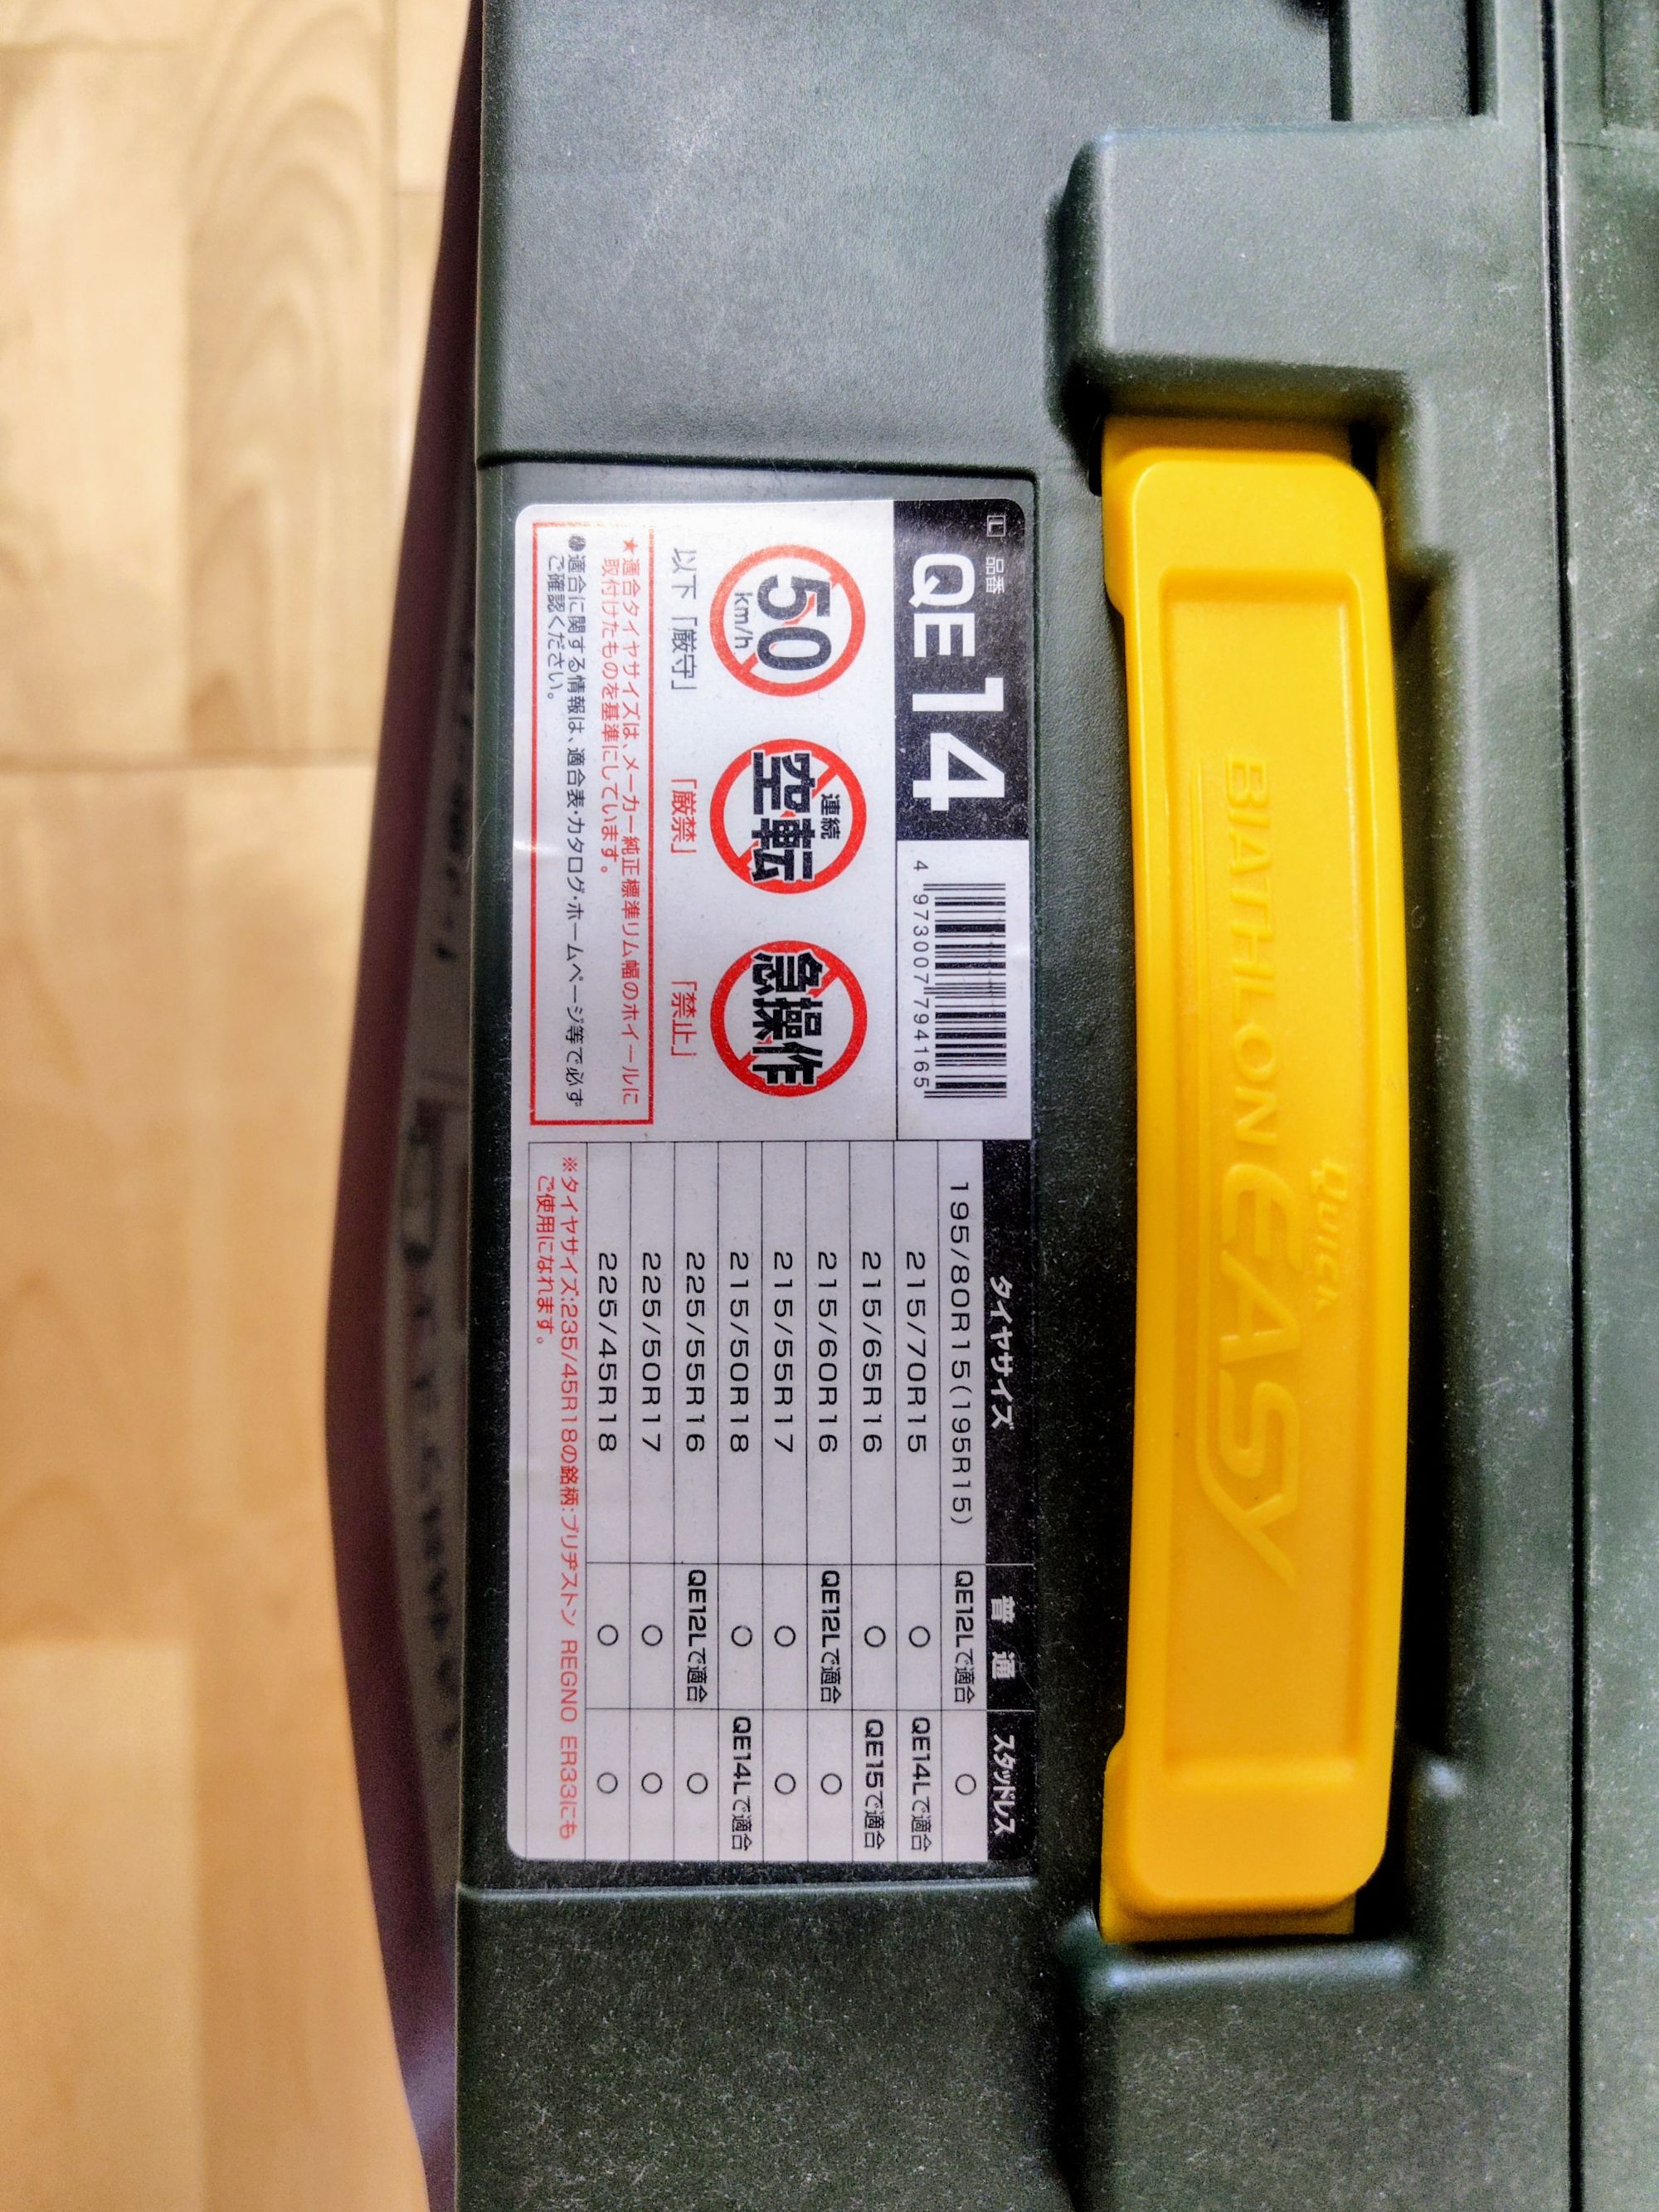 QUICK
BIATHLON EASY
品番
QE14
4 973007 794165
50
km/h
以下「厳守」
連続
空転
「厳禁」
急操作
「禁止」
★適合タイヤサイズは、メーカー純正標準リム幅のホイールに
取付けたものを基準にしています。
適合に関する情報は、適合表・カタログ・ホームページ等で必ず
ご確認ください。
タイヤサイズ 普通 スタッドレス
195/80R15(195R15) QE12Lで適合 ○
215/70R15 ○ QE14Lで適合
215/65R16 ○ QE15で適合
215/60R16 QE12Lで適合 ○
215/55R17 ○ ○
215/50R18 ○ QE14Lで適合
225/55R16 QE12Lで適合 ○
225/50R17 ○ ○
225/45R18 ○ ○
※タイヤサイズ:235/45R18の銘柄:ブリヂストン REGNO ER33にも
ご使用になれます。